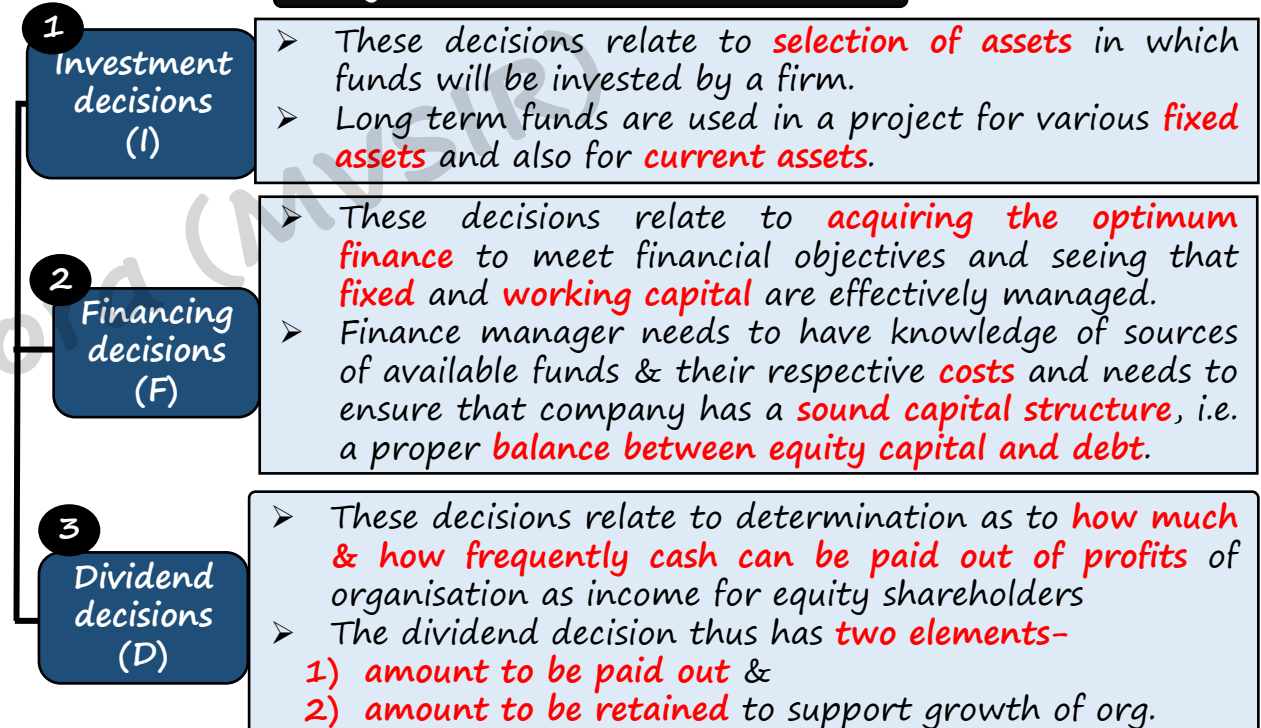 1
Investment
decisions
(I)
➤ These decisions relate to selection of assets in which
funds will be invested by a firm.
➤ Long term funds are used in a project for various fixed
assets and also for current assets.
2
Financing
decisions
(F)
➤ These decisions relate to acquiring the optimum
finance to meet financial objectives and seeing that
fixed and working capital are effectively managed.
➤ Finance manager needs to have knowledge of sources
of available funds & their respective costs and needs to
ensure that company has a sound capital structure, i.e.
a proper balance between equity capital and debt.
3
Dividend
decisions
(D)
➤ These decisions relate to determination as to how much
& how frequently cash can be paid out of profits of
organisation as income for equity shareholders
➤ The dividend decision thus has two elements-
1) amount to be paid out &
2) amount to be retained to support growth of org.
(MVSIR)